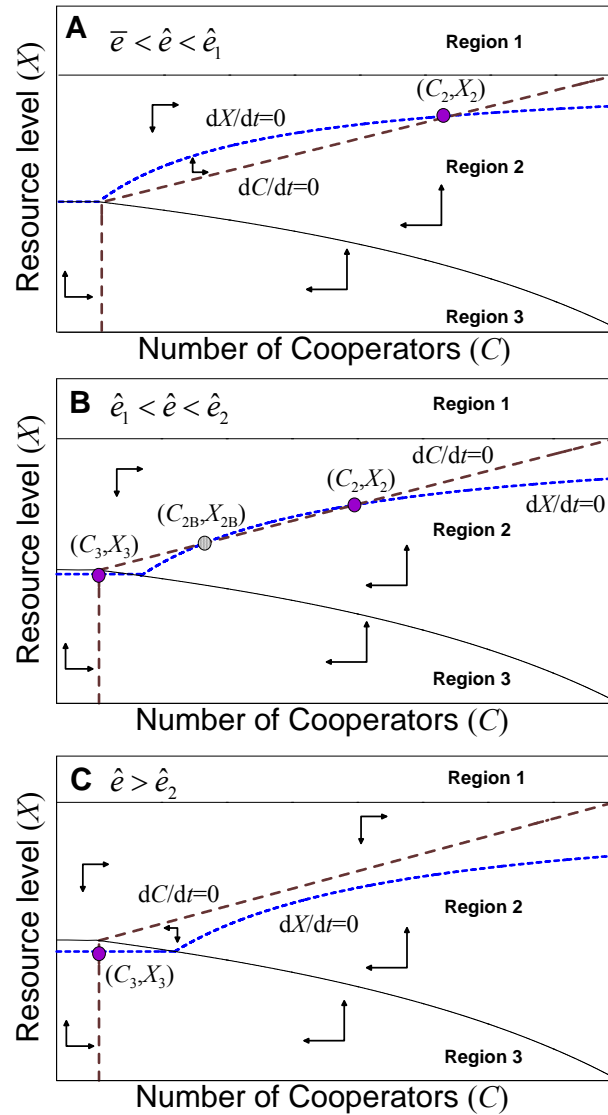 A
e̅ < ê < ê₁
Region 1
(C₂,X₂)
dX/dt=0
Region 2
dC/dt=0
Region 3
Resource level (X)
Number of Cooperators (C)
B
ê₁ < ê < ê₂
Region 1
dC/dt=0
(C₂,X₂)
dX/dt=0
(C₂B,X₂B)
Region 2
(C₃,X₃)
Region 3
Resource level (X)
Number of Cooperators (C)
C
ê > ê₂
Region 1
dC/dt=0
dX/dt=0
Region 2
(C₃,X₃)
Region 3
Resource level (X)
Number of Cooperators (C)